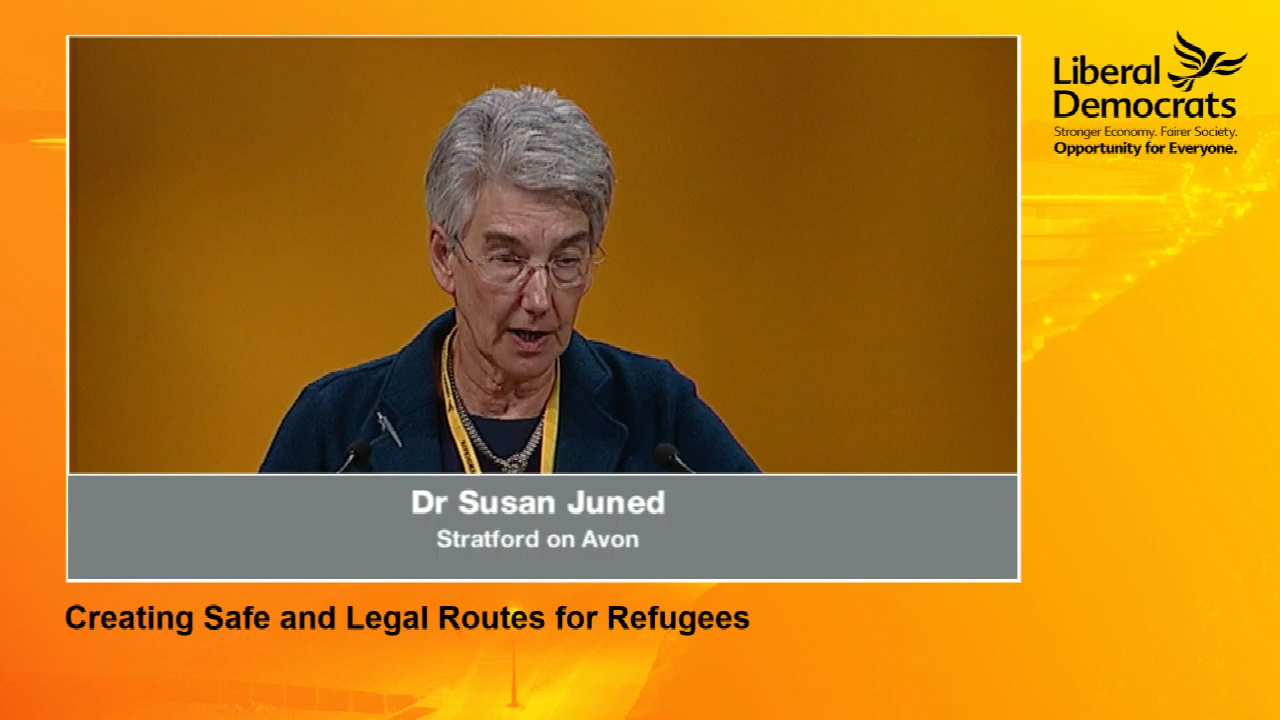 Liberal
Democrats
Stronger Economy. Fairer Society.
Opportunity for Everyone.
Dr Susan Juned
Stratford on Avon
Creating Safe and Legal Routes for Refugees